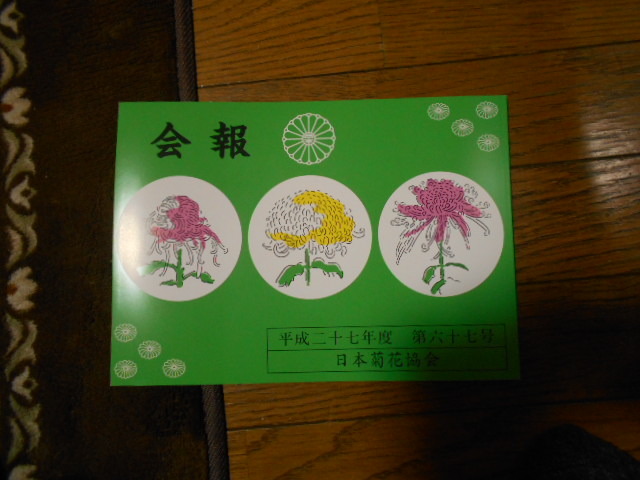 会報
平成二十七年度 第六十七号
日本菊花協会